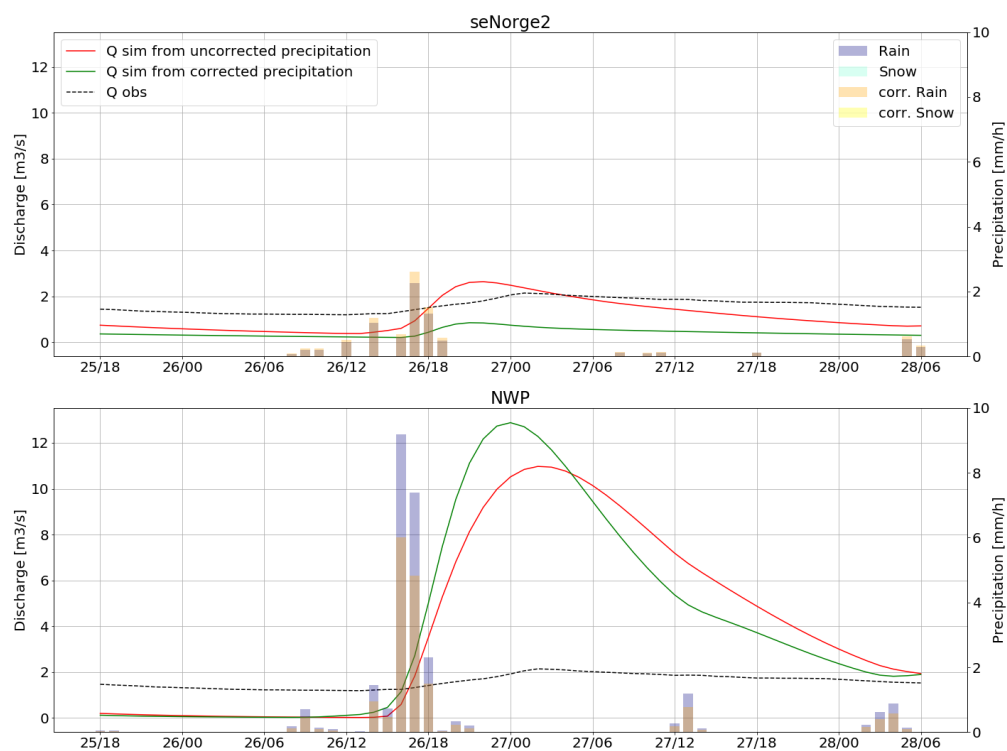 seNorge2
Q sim from uncorrected precipitation
Q sim from corrected precipitation
Q obs
Rain
Snow
corr. Rain
corr. Snow
Discharge [m3/s]
12
10
8
6
4
2
0
Precipitation [mm/h]
10
8
6
4
2
0
25/18 26/00 26/06 26/12 26/18 27/00 27/06 27/12 27/18 28/00 28/06
NWP
Discharge [m3/s]
12
10
8
6
4
2
0
Precipitation [mm/h]
10
8
6
4
2
0
25/18 26/00 26/06 26/12 26/18 27/00 27/06 27/12 27/18 28/00 28/06